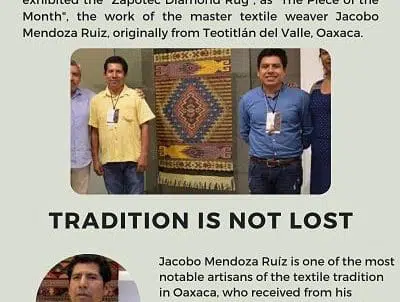 exhibited the "Zapotec Diamond Rug", as "The Piece of the
Month", the work of the master textile weaver Jacobo
Mendoza Ruiz, originally from Teotitlán del Valle, Oaxaca.
TRADITION IS NOT LOST
Jacobo Mendoza Ruíz is one of the most
notable artisans of the textile tradition
in Oaxaca, who received from his